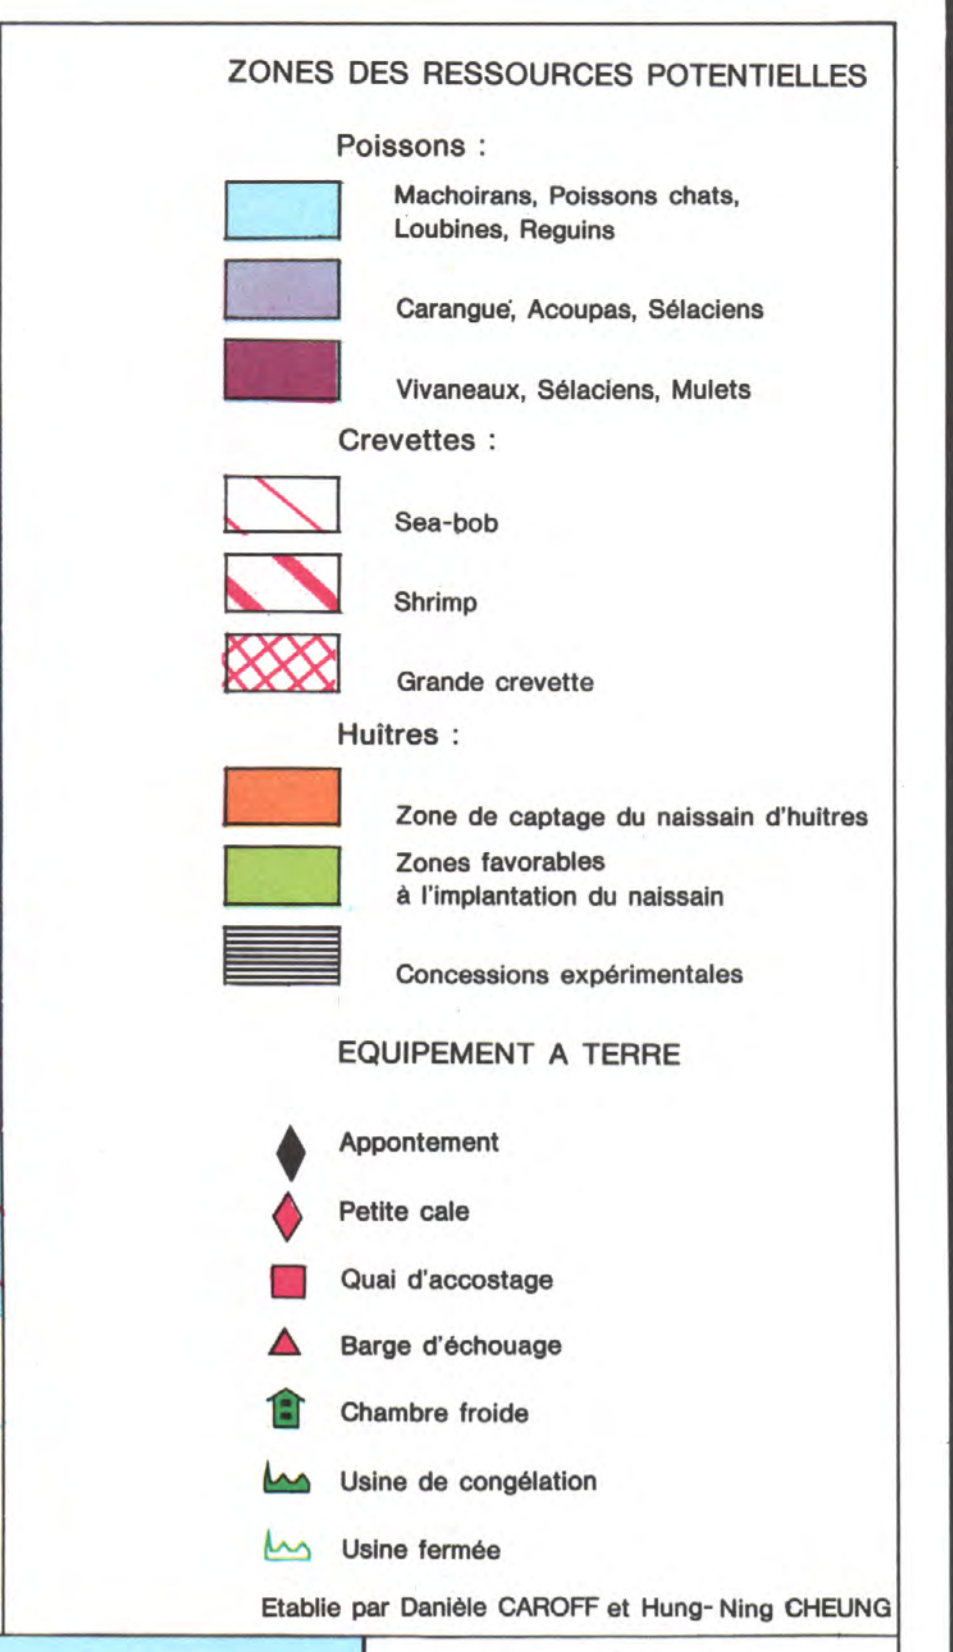 ZONES DES RESSOURCES POTENTIELLES
Poissons :
Machoirans, Poissons chats,
Loubines, Reguins
Carangue, Acoupas, Sélaciens
Vivaneaux, Sélaciens, Mulets
Crevettes :
Sea-bob
Shrimp
Grande crevette
Huîtres :
Zone de captage du naissain d'huitres
Zones favorables
à l'implantation du naissain
Concessions expérimentales
EQUIPEMENT A TERRE
Appontement
Petite cale
Quai d'accostage
Barge d'échouage
Chambre froide
Usine de congélation
Usine fermée
Etablie par Danièle CAROFF et Hung-Ning CHEUNG